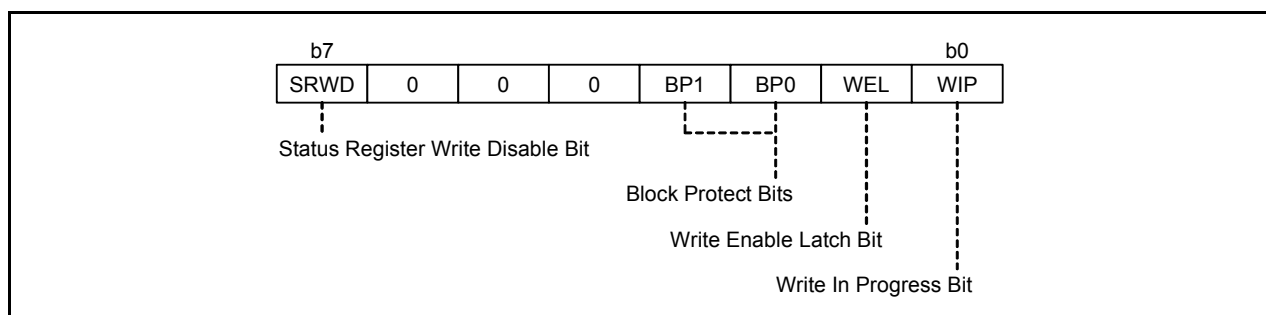 b7 b0
SRWD 0 0 0 BP1 BP0 WEL WIP
Status Register Write Disable Bit
Block Protect Bits
Write Enable Latch Bit
Write In Progress Bit